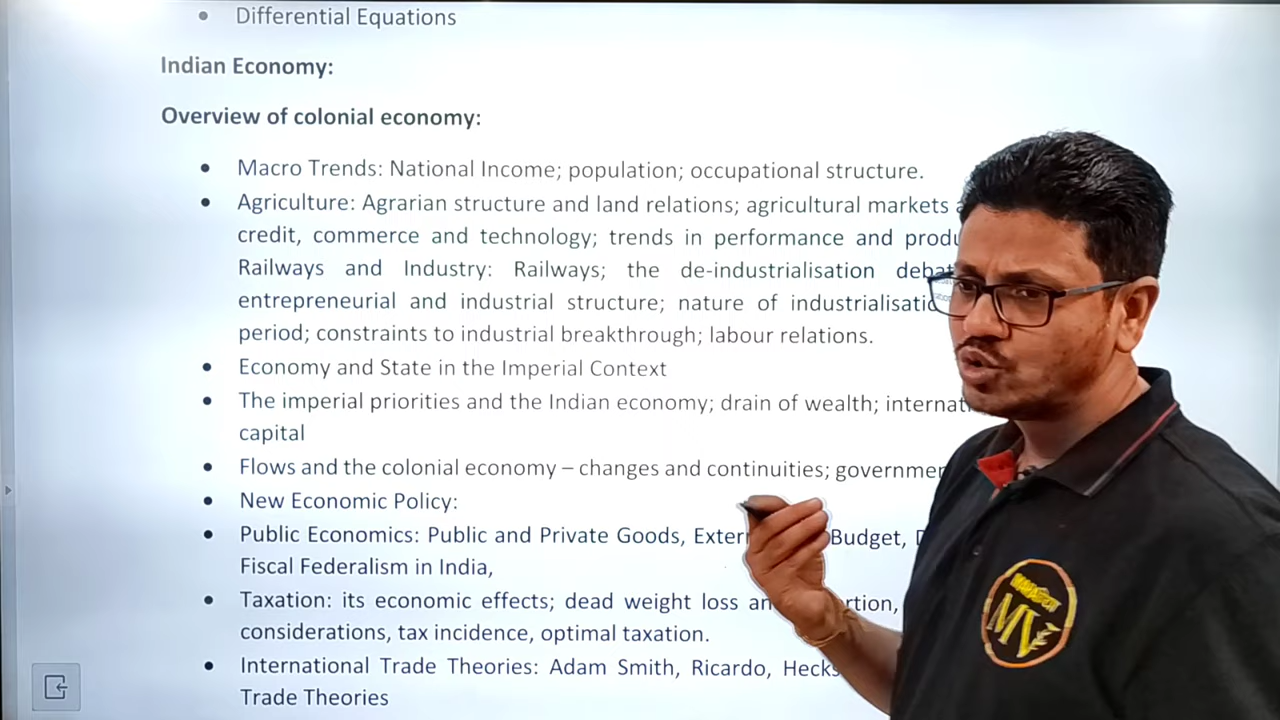 Differential Equations
Indian Economy:
Overview of colonial economy:
Macro Trends: National Income; population; occupational structure.
Agriculture: Agrarian structure and land relations; agricultural markets
credit, commerce and technology; trends in performance and
Railways and Industry: Railways; the de-industrialisation
entrepreneurial and industrial structure; nature of
period; constraints to industrial breakthrough; labour relations.
Economy and State in the Imperial Context
The imperial priorities and the Indian economy; drain of wealth;
capital
Flows and the colonial economy – changes and continuities;
New Economic Policy:
Public Economics: Public and Private Goods, Budget,
Fiscal Federalism in India,
Taxation: its economic effects; dead weight loss
considerations, tax incidence, optimal taxation.
International Trade Theories: Adam Smith, Ricardo,
Trade Theories
MV